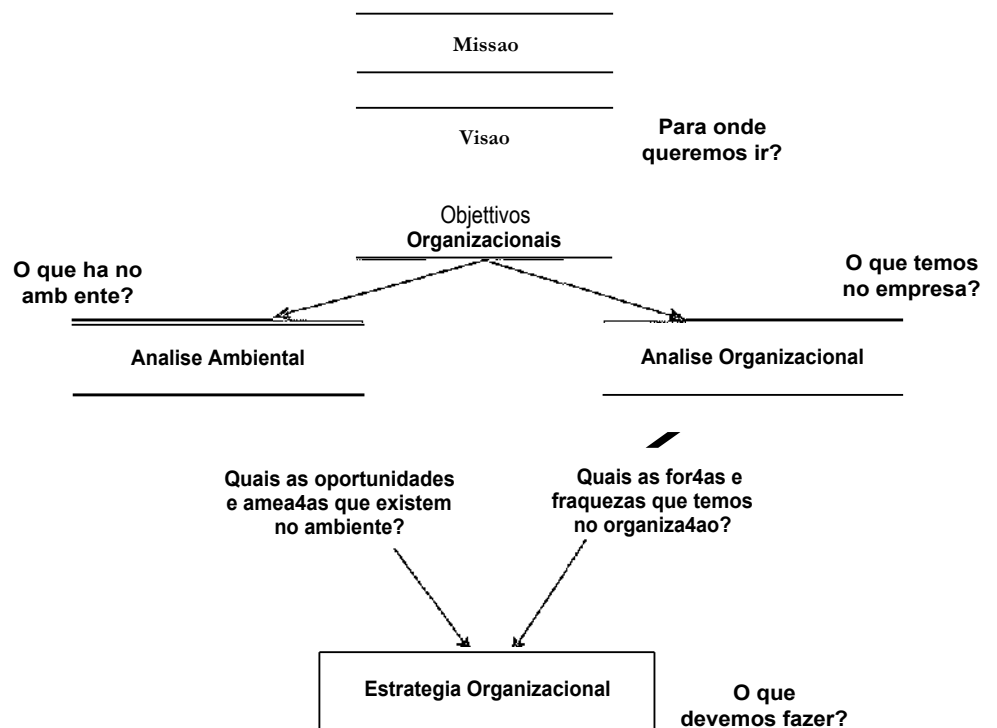 Missao
Visao
Para onde
queremos ir?
Objettivos
Organizacionais
O que ha no
amb ente?
O que temos
no empresa?
Analise Ambiental
Analise Organizacional
Quais as oportunidades
e amea4as que existem
no ambiente?
Quais as for4as e
fraquezas que temos
no organiza4ao?
Estrategia Organizacional
O que
devemos fazer?